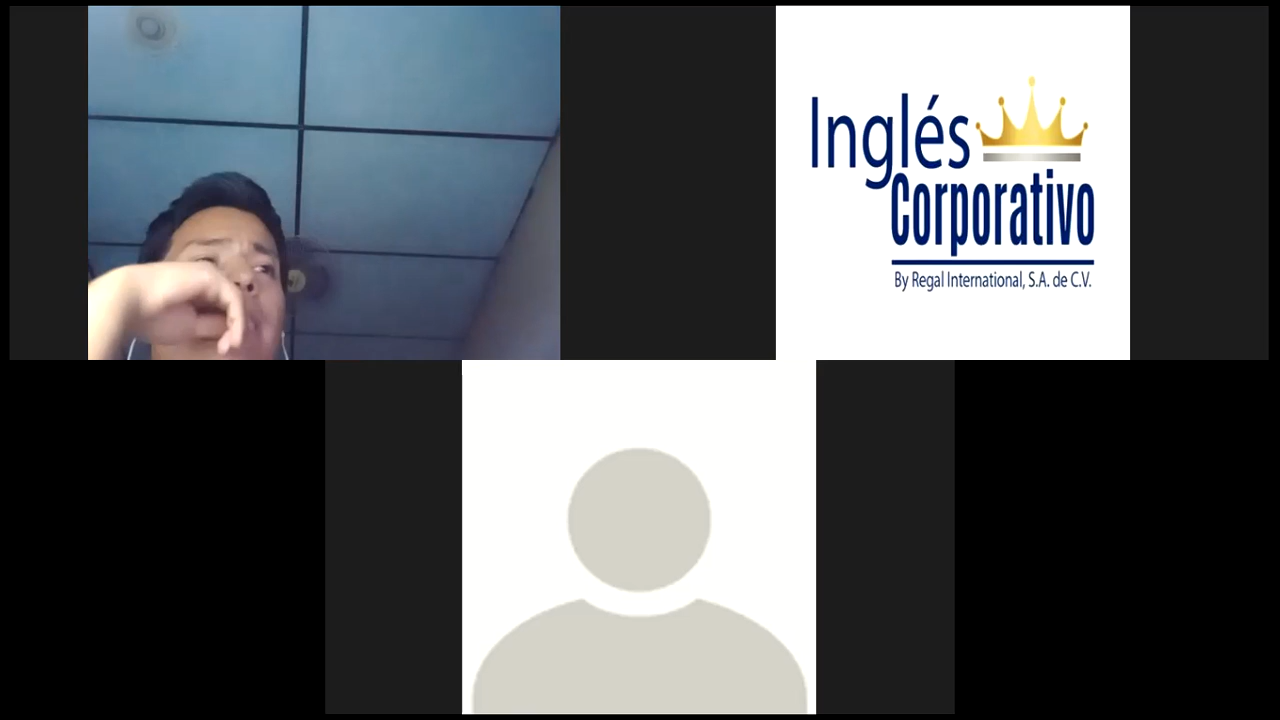 Inglés
Corporativo
By Regal International, S.A. de C.V.